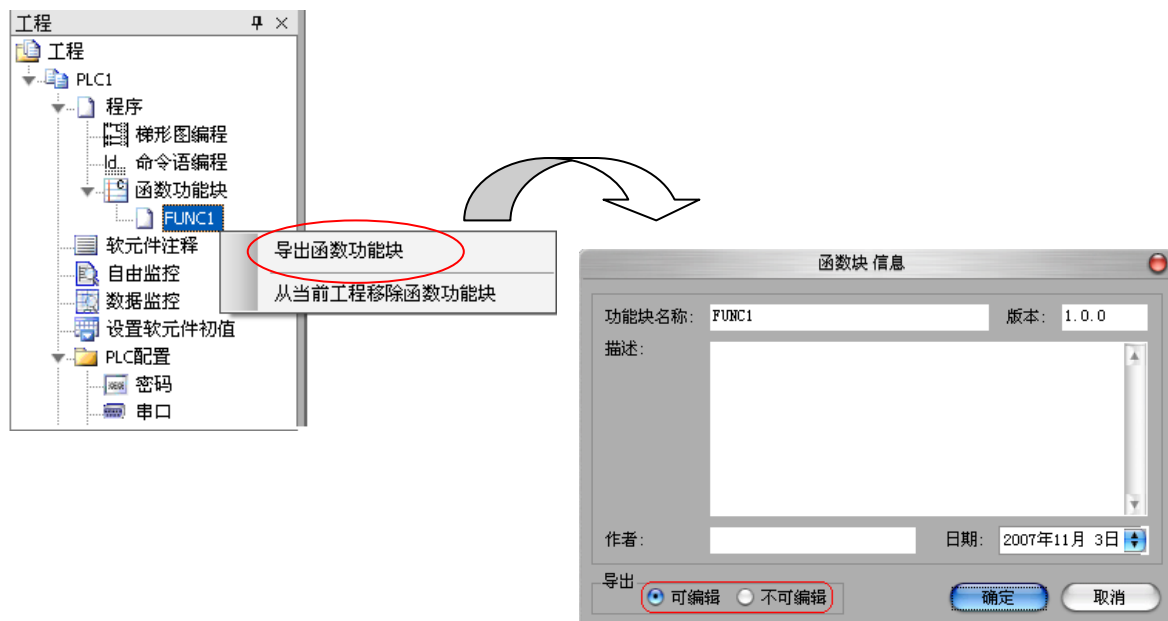 工程
工程
PLC1
程序
梯形图编程
命令语编程
函数功能块
FUNC1
软元件注释
自由监控
数据监控
设置软元件初值
PLC配置
密码
串口
导出函数功能块
从当前工程移除函数功能块
函数块 信息
功能块名称: FUNC1 版本: 1.0.0
描述:
作者: 日期: 2007年11月 3日
导出
可编辑 不可编辑 确定 取消